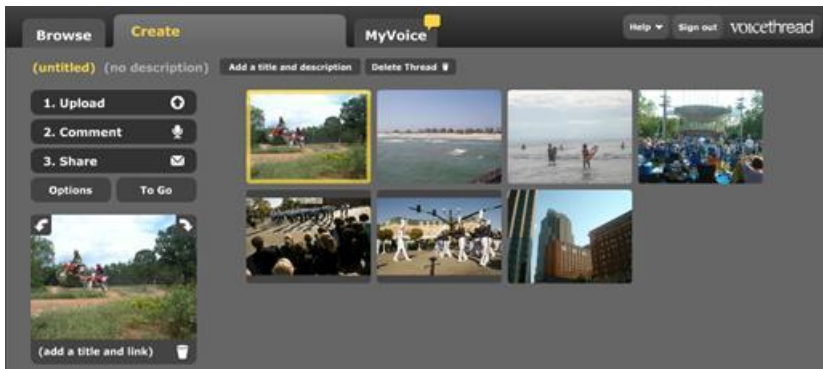 Browse
Create
MyVoice
Help
Sign out
voicethread
(untitled) (no description)
Add a title and description
Delete Thread
1. Upload
2. Comment
3. Share
Options
To Go
(add a title and link)